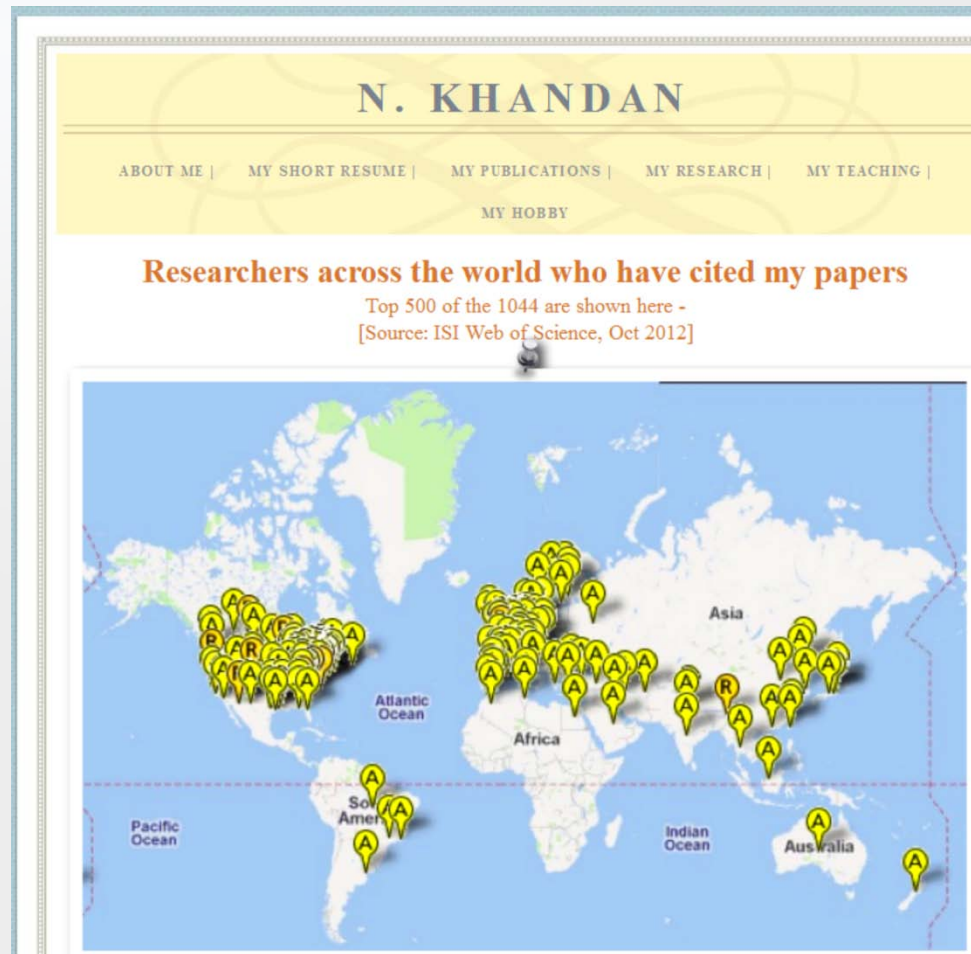 N. KHANDAN
ABOUT ME | MY SHORT RESUME | MY PUBLICATIONS | MY RESEARCH | MY TEACHING |
MY HOBBY
Researchers across the world who have cited my papers
Top 500 of the 1044 are shown here -
[Source: ISI Web of Science, Oct 2012]
A
R
Asia
Atlantic
Ocean
Africa
Pacific
Ocean
Indian
Ocean
Australia